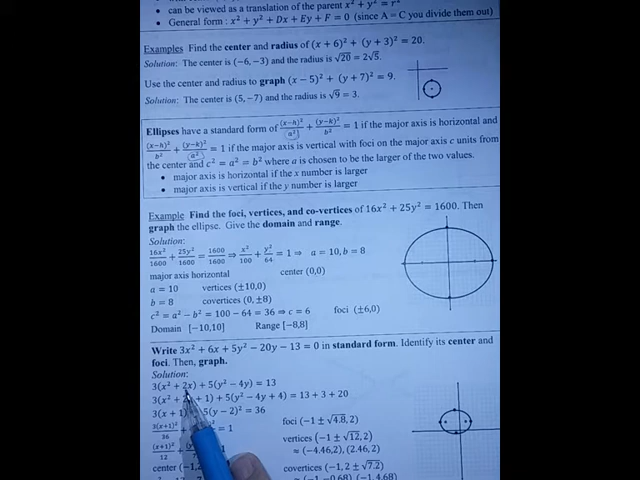 • can be viewed as a translation of the parent x² + y² = r²
• General form : x² + y² + Dx + Ey + F = 0 (since A = C you divide them out)
Examples Find the center and radius of (x + 6)² + (y + 3)² = 20.
Solution: The center is (−6, −3) and the radius is √20 = 2√5.
Use the center and radius to graph (x − 5)² + (y + 7)² = 9.
Solution: The center is (5, −7) and the radius is √9 = 3.
Ellipses have a standard form of (x−h)²/a² + (y−k)²/b² = 1 if the major axis is horizontal and
(x−h)²/b² + (y−k)²/a² = 1 if the major axis is vertical with foci on the major axis c units from
the center and c² = a² − b² where a is chosen to be the larger of the two values.
• major axis is horizontal if the x number is larger
• major axis is vertical if the y number is larger
Example Find the foci, vertices, and co-vertices of 16x² + 25y² = 1600. Then
graph the ellipse. Give the domain and range.
Solution:
16x²/1600 + 25y²/1600 = 1600/1600 ⇒ x²/100 + y²/64 = 1 ⇒ a = 10, b = 8
major axis horizontal center (0,0)
a = 10 vertices (±10,0)
b = 8 covertices (0, ±8)
c² = a² − b² = 100 − 64 = 36 ⇒ c = 6 foci (±6,0)
Domain [−10,10] Range [−8,8]
Write 3x² + 6x + 5y² − 20y − 13 = 0 in standard form. Identify its center and
foci. Then, graph.
Solution:
3(x² + 2x) + 5(y² − 4y) = 13
3(x² + 2x + 1) + 5(y² − 4y + 4) = 13 + 3 + 20
3(x + 1) 5(y − 2)² = 36
3(x+1)²/36 + = 1 foci (−1 ± √4.8, 2)
(x+1)²/12 + vertices (−1 ± √12, 2)
≈ (−4.46,2), (2.46, 2)
center (−1, covertices (−1, 2 ± √7.2)